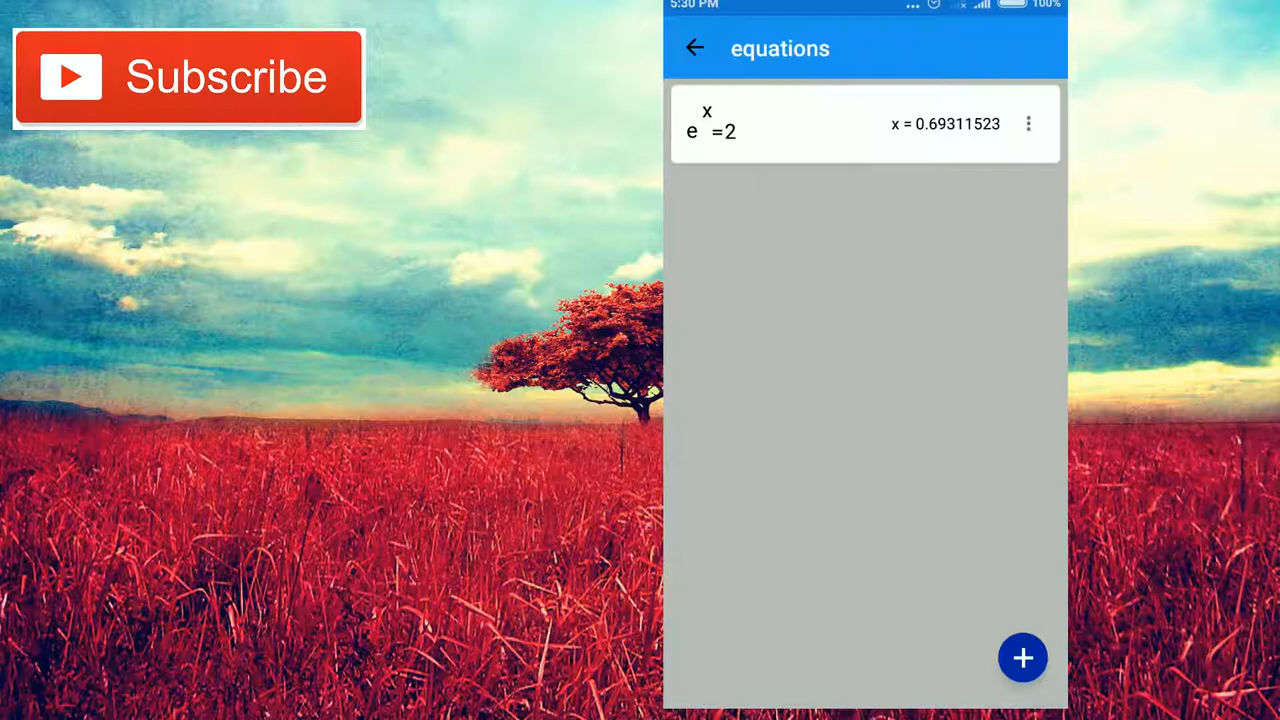 Subscribe
5:30 PM
100%
equations
e^x=2
x = 0.69311523